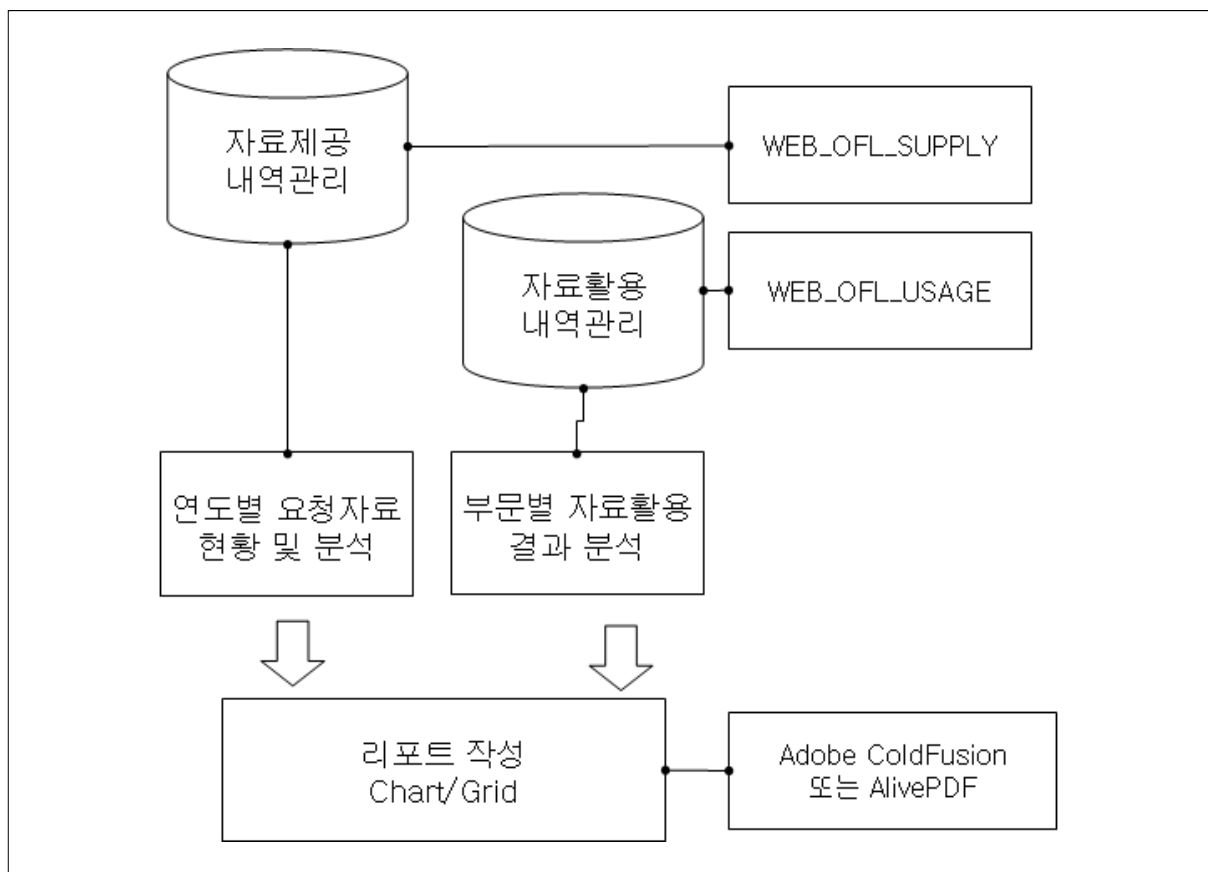 자료제공
내역관리
WEB_OFL_SUPPLY
자료활용
내역관리
WEB_OFL_USAGE
연도별 요청자료
현황 및 분석
부문별 자료활용
결과 분석
리포트 작성
Chart/Grid
Adobe ColdFusion
또는 AlivePDF